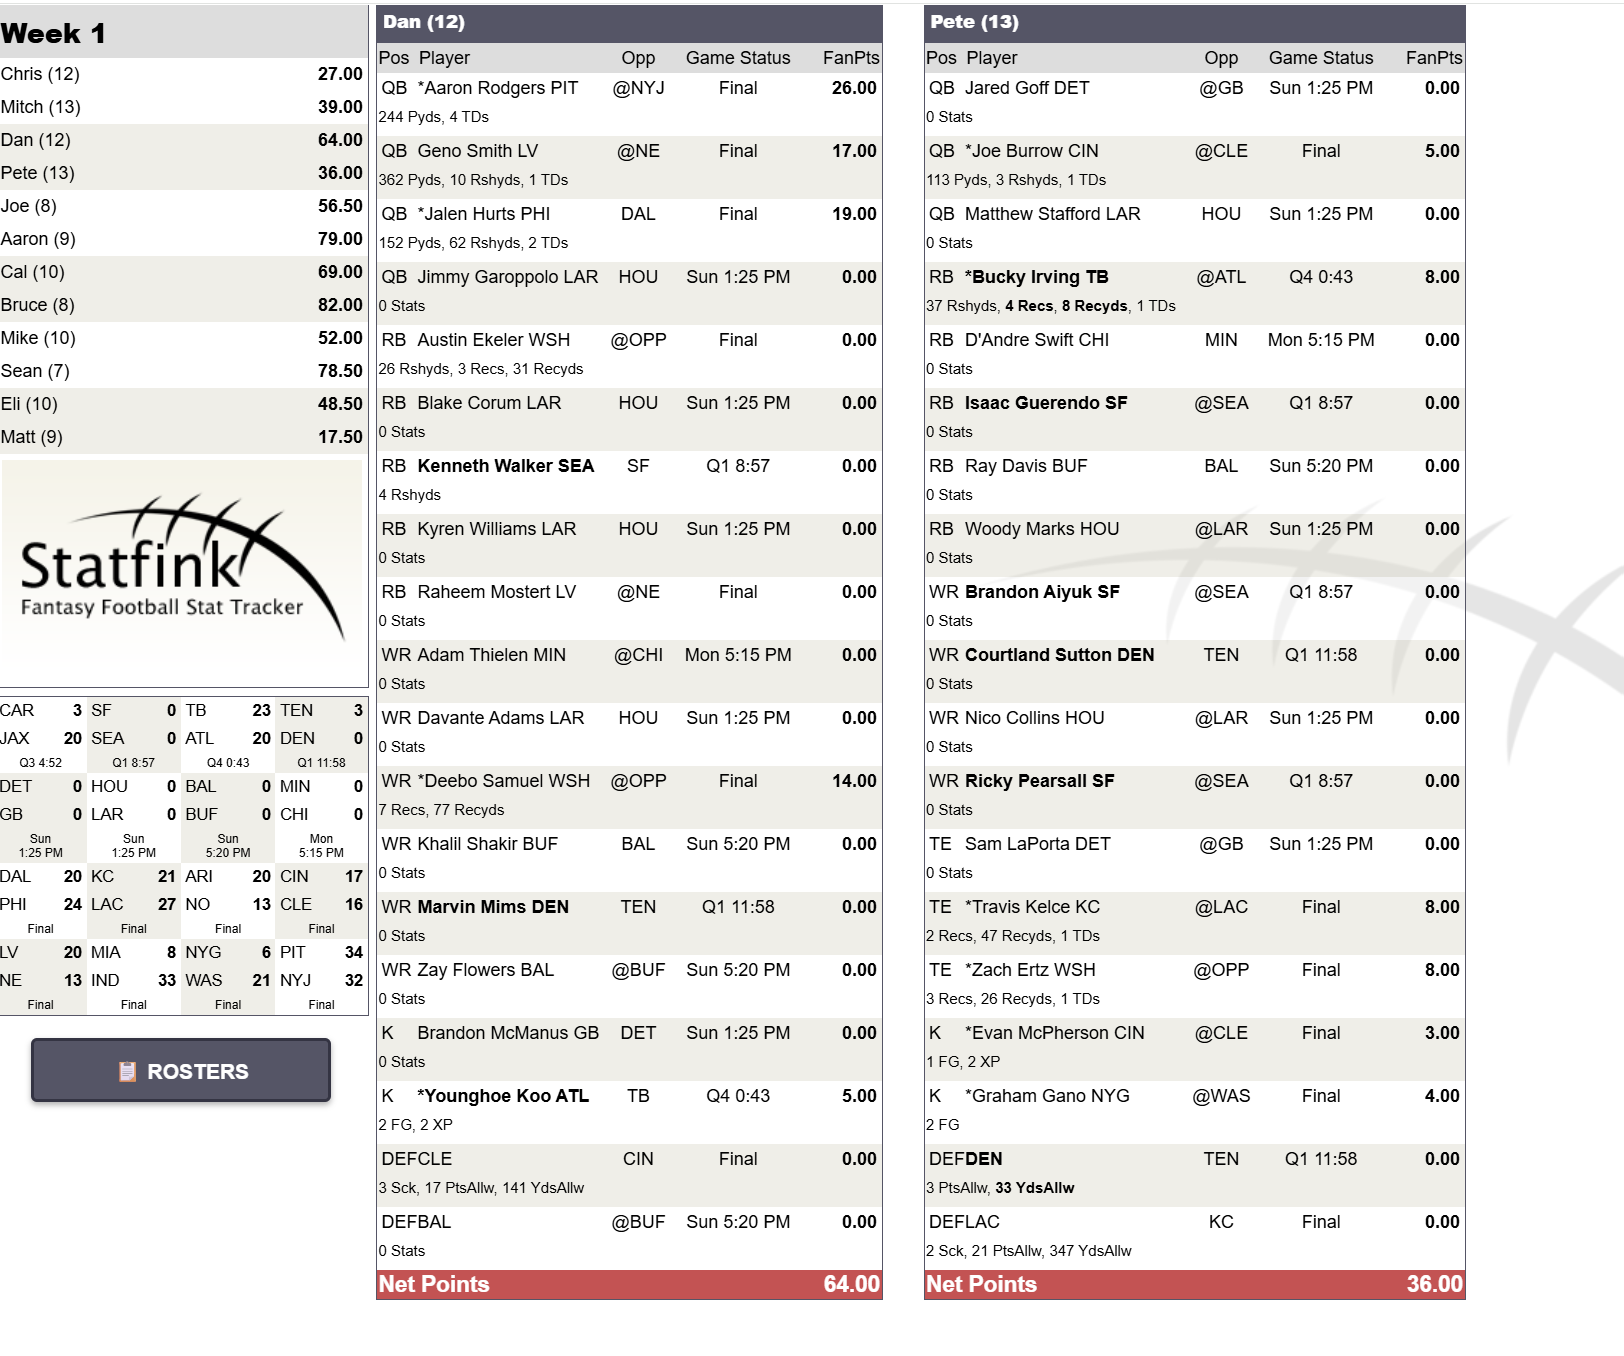 Week 1
Chris (12) 27.00
Mitch (13) 39.00
Dan (12) 64.00
Pete (13) 36.00
Joe (8) 56.50
Aaron (9) 79.00
Cal (10) 69.00
Bruce (8) 82.00
Mike (10) 52.00
Sean (7) 78.50
Eli (10) 48.50
Matt (9) 17.50
Statfink
Fantasy Football Stat Tracker
CAR 3 SF 0 TB 23 TEN 3
JAX 20 SEA 0 ATL 20 DEN 0
Q3 4:52 Q1 8:57 Q4 0:43 Q1 11:58
DET 0 HOU 0 BAL 0 MIN 0
GB 0 LAR 0 BUF 0 CHI 0
Sun Sun Sun Mon
1:25 PM 1:25 PM 5:20 PM 5:15 PM
DAL 20 KC 21 ARI 20 CIN 17
PHI 24 LAC 27 NO 13 CLE 16
Final Final Final Final
LV 20 MIA 8 NYG 6 PIT 34
NE 13 IND 33 WAS 21 NYJ 32
Final Final Final Final
ROSTERS
Dan (12)
Pos Player Opp Game Status FanPts
QB *Aaron Rodgers PIT @NYJ Final 26.00
244 Pyds, 4 TDs
QB Geno Smith LV @NE Final 17.00
362 Pyds, 10 Rshyds, 1 TDs
QB *Jalen Hurts PHI DAL Final 19.00
152 Pyds, 62 Rshyds, 2 TDs
QB Jimmy Garoppolo LAR HOU Sun 1:25 PM 0.00
0 Stats
RB Austin Ekeler WSH @OPP Final 0.00
26 Rshyds, 3 Recs, 31 Recyds
RB Blake Corum LAR HOU Sun 1:25 PM 0.00
0 Stats
RB Kenneth Walker SEA SF Q1 8:57 0.00
4 Rshyds
RB Kyren Williams LAR HOU Sun 1:25 PM 0.00
0 Stats
RB Raheem Mostert LV @NE Final 0.00
0 Stats
WR Adam Thielen MIN @CHI Mon 5:15 PM 0.00
0 Stats
WR Davante Adams LAR HOU Sun 1:25 PM 0.00
0 Stats
WR *Deebo Samuel WSH @OPP Final 14.00
7 Recs, 77 Recyds
WR Khalil Shakir BUF BAL Sun 5:20 PM 0.00
0 Stats
WR Marvin Mims DEN TEN Q1 11:58 0.00
0 Stats
WR Zay Flowers BAL @BUF Sun 5:20 PM 0.00
0 Stats
K Brandon McManus GB DET Sun 1:25 PM 0.00
0 Stats
K *Younghoe Koo ATL TB Q4 0:43 5.00
2 FG, 2 XP
DEFCLE CIN Final 0.00
3 Sck, 17 PtsAllw, 141 YdsAllw
DEFBAL @BUF Sun 5:20 PM 0.00
0 Stats
Net Points 64.00
Pete (13)
Pos Player Opp Game Status FanPts
QB Jared Goff DET @GB Sun 1:25 PM 0.00
0 Stats
QB *Joe Burrow CIN @CLE Final 5.00
113 Pyds, 3 Rshyds, 1 TDs
QB Matthew Stafford LAR HOU Sun 1:25 PM 0.00
0 Stats
RB *Bucky Irving TB @ATL Q4 0:43 8.00
37 Rshyds, 4 Recs, 8 Recyds, 1 TDs
RB D'Andre Swift CHI MIN Mon 5:15 PM 0.00
0 Stats
RB Isaac Guerendo SF @SEA Q1 8:57 0.00
0 Stats
RB Ray Davis BUF BAL Sun 5:20 PM 0.00
0 Stats
RB Woody Marks HOU @LAR Sun 1:25 PM 0.00
0 Stats
WR Brandon Aiyuk SF @SEA Q1 8:57 0.00
0 Stats
WR Courtland Sutton DEN TEN Q1 11:58 0.00
0 Stats
WR Nico Collins HOU @LAR Sun 1:25 PM 0.00
0 Stats
WR Ricky Pearsall SF @SEA Q1 8:57 0.00
0 Stats
TE Sam LaPorta DET @GB Sun 1:25 PM 0.00
0 Stats
TE *Travis Kelce KC @LAC Final 8.00
2 Recs, 47 Recyds, 1 TDs
TE *Zach Ertz WSH @OPP Final 8.00
3 Recs, 26 Recyds, 1 TDs
K *Evan McPherson CIN @CLE Final 3.00
1 FG, 2 XP
K *Graham Gano NYG @WAS Final 4.00
2 FG
DEFDEN TEN Q1 11:58 0.00
3 PtsAllw, 33 YdsAllw
DEFLAC KC Final 0.00
2 Sck, 21 PtsAllw, 347 YdsAllw
Net Points 36.00